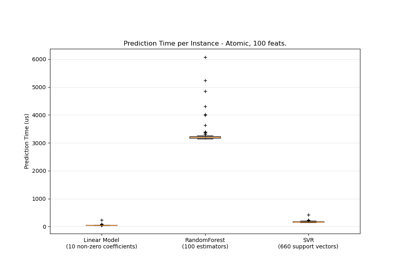 Prediction Time per Instance - Atomic, 100 feats.
Prediction Time (us)
6000
5000
4000
3000
2000
1000
0
Linear Model
(10 non-zero coefficients)
RandomForest
(100 estimators)
SVR
(660 support vectors)